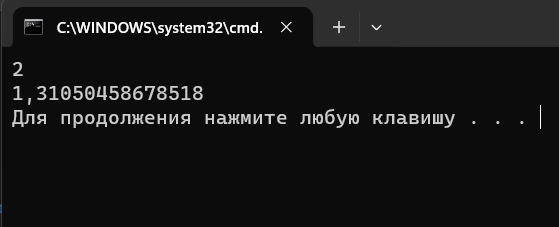 C:\WINDOWS\system32\cmd.
2
1,31050458678518
Для продолжения нажмите любую клавишу . . .